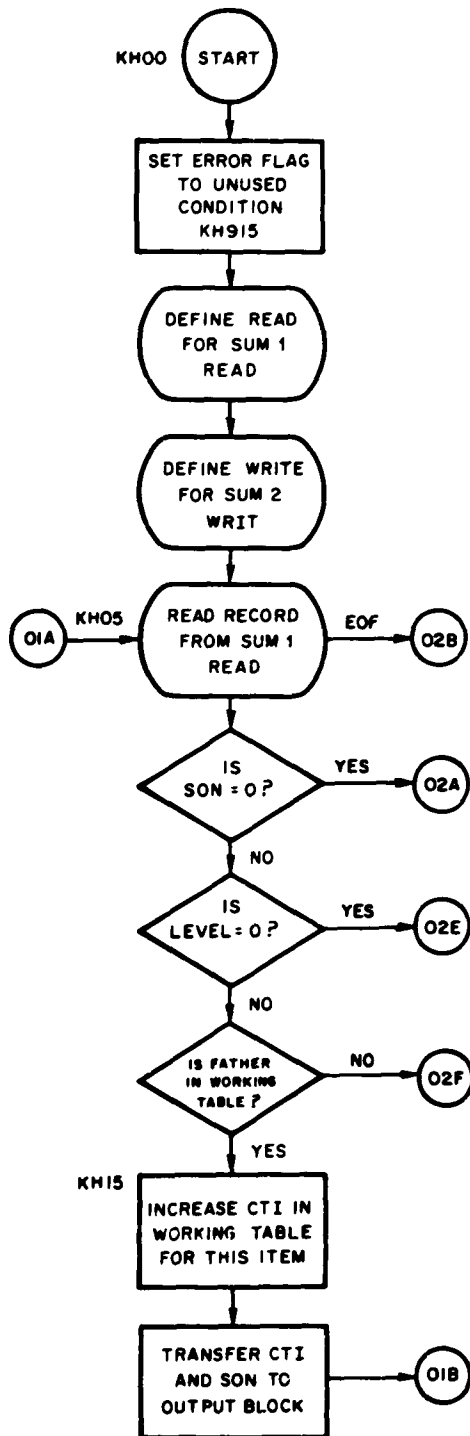 KH00
START
SET ERROR FLAG
TO UNUSED
CONDITION
KH915
DEFINE READ
FOR SUM 1
READ
DEFINE WRITE
FOR SUM 2
WRIT
01A
KH05
READ RECORD
FROM SUM 1
READ
EOF
02B
IS
SON = 0?
YES
02A
NO
IS
LEVEL = 0?
YES
02E
NO
IS FATHER
IN WORKING
TABLE?
NO
02F
YES
KH15
INCREASE CTI IN
WORKING TABLE
FOR THIS ITEM
TRANSFER CTI
AND SON TO
OUTPUT BLOCK
01B